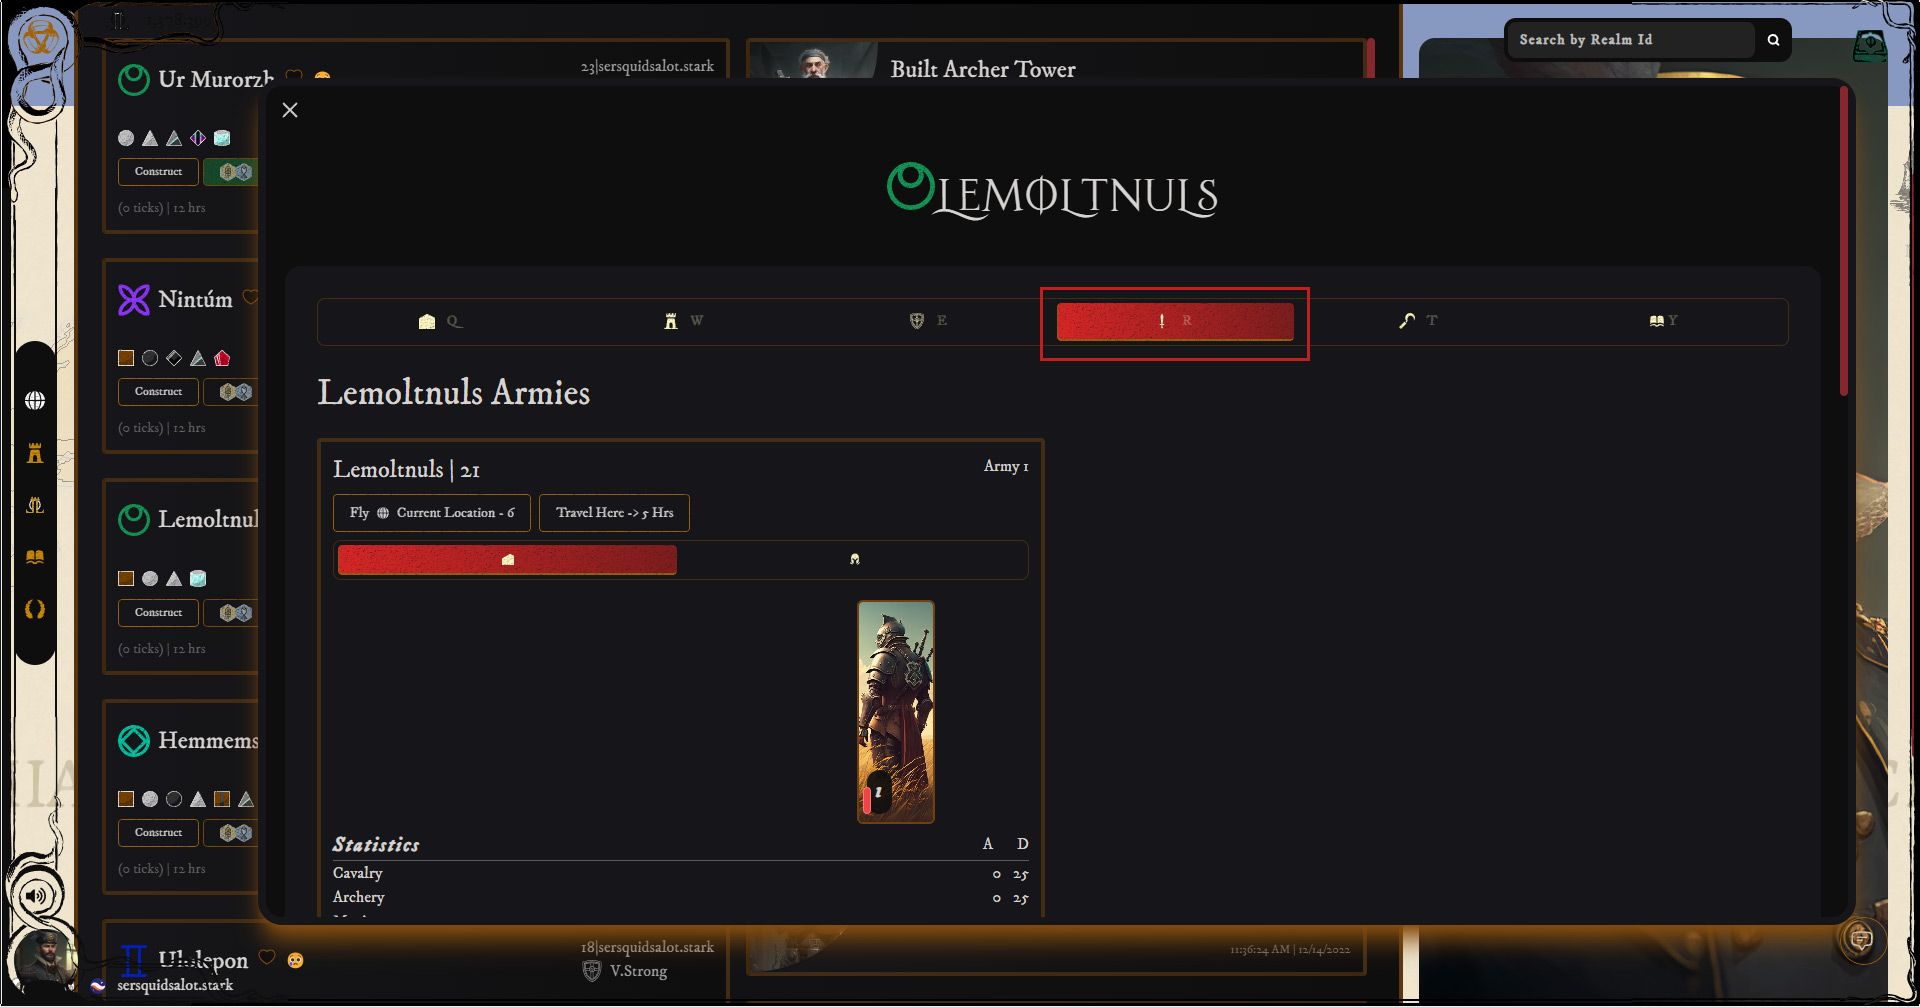 Ur Murorzh
23|sersquidsalot.stark
Built Archer Tower
Search by Realm Id
Construct
(0 ticks) | 12 hrs
Nintúm
Construct
(0 ticks) | 12 hrs
Lemoltnul
Construct
(0 ticks) | 12 hrs
Hemmems
Construct
(0 ticks) | 12 hrs
Ululepon
18|sersquidsalot.stark
V.Strong
sersquidsalot.stark
11:36:24 AM | 12/14/2022
LEMOLTNULS
Q
W
E
R
T
Y
Lemoltnuls Armies
Lemoltnuls | 21
Army 1
Fly Current Location - 6
Travel Here -> 5 Hrs
1
Statistics A D
Cavalry 0 25
Archery 0 25